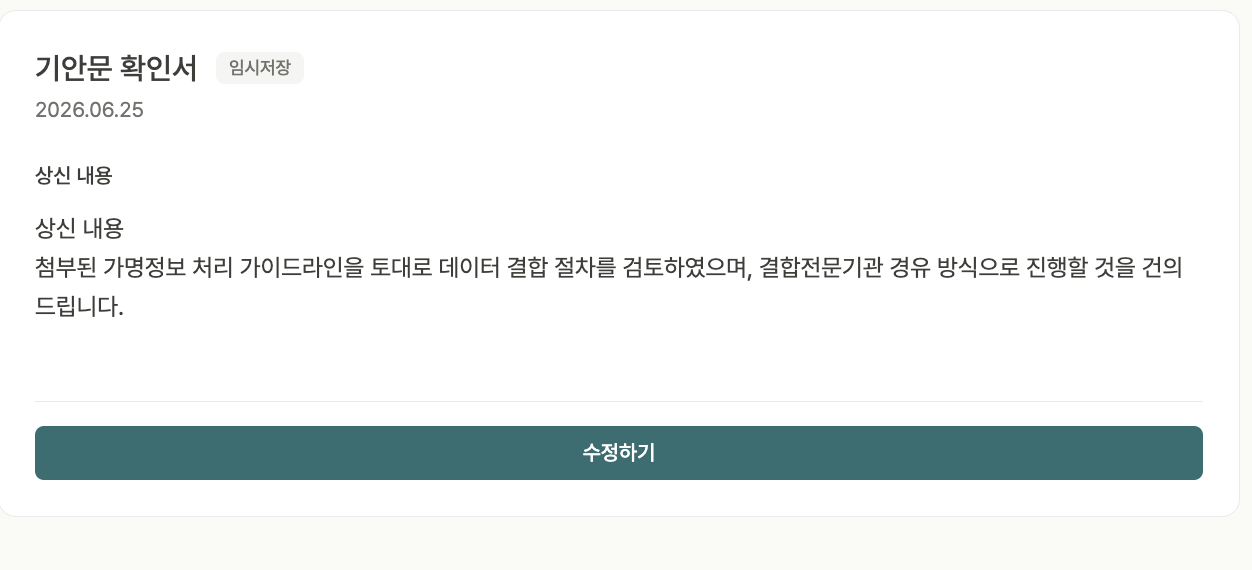 기안문 확인서 임시저장
2026.06.25
상신 내용
상신 내용
첨부된 가명정보 처리 가이드라인을 토대로 데이터 결합 절차를 검토하였으며, 결합전문기관 경유 방식으로 진행할 것을 건의
드립니다.
수정하기